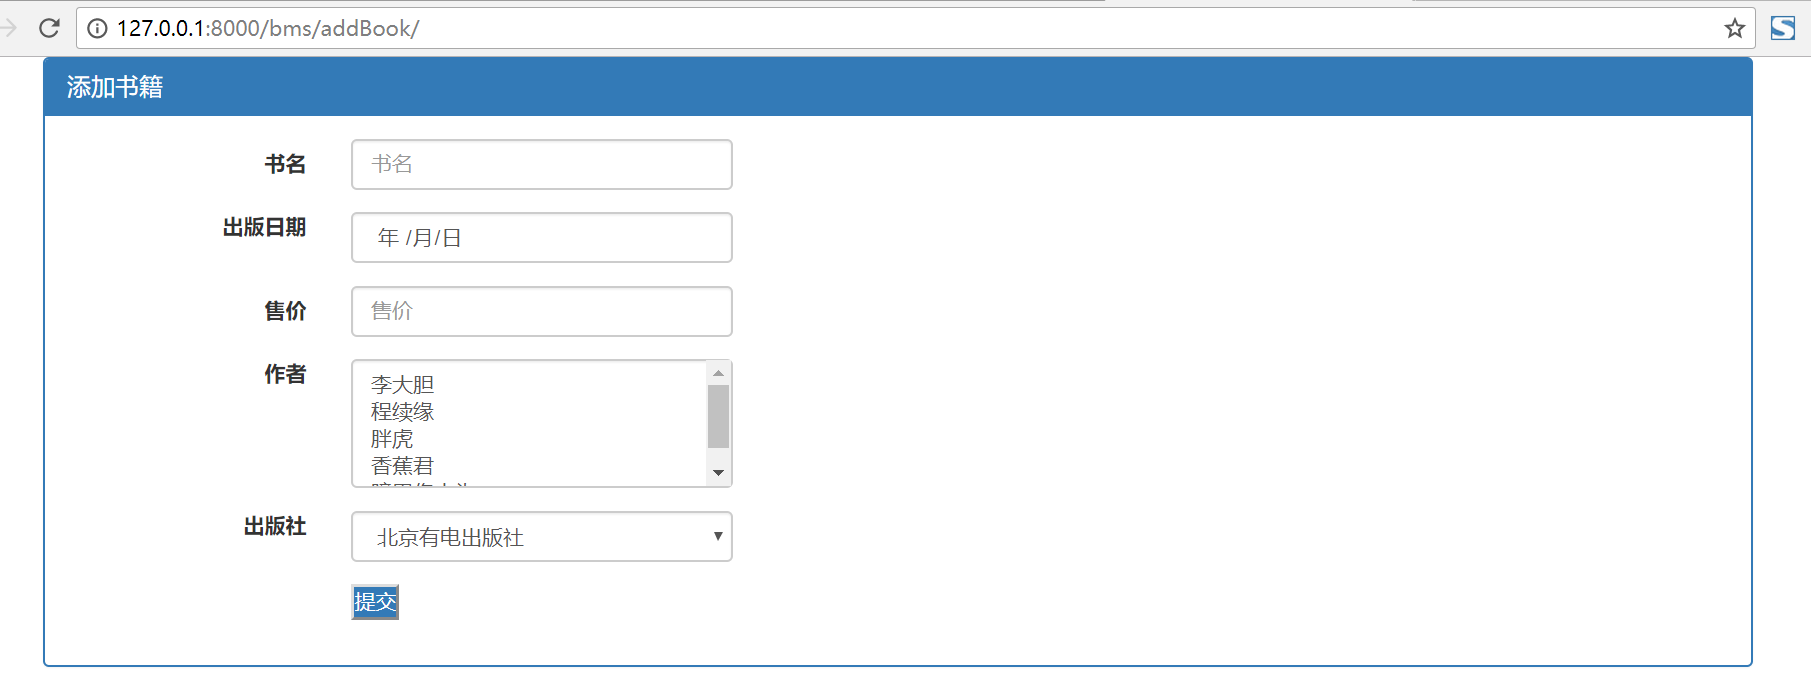 127.0.0.1:8000/bms/addBook/
添加书籍
书名 书名
出版日期 年 /月/日
售价 售价
作者 李大胆
程续缘
胖虎
香蕉君
出版社 北京有电出版社
提交